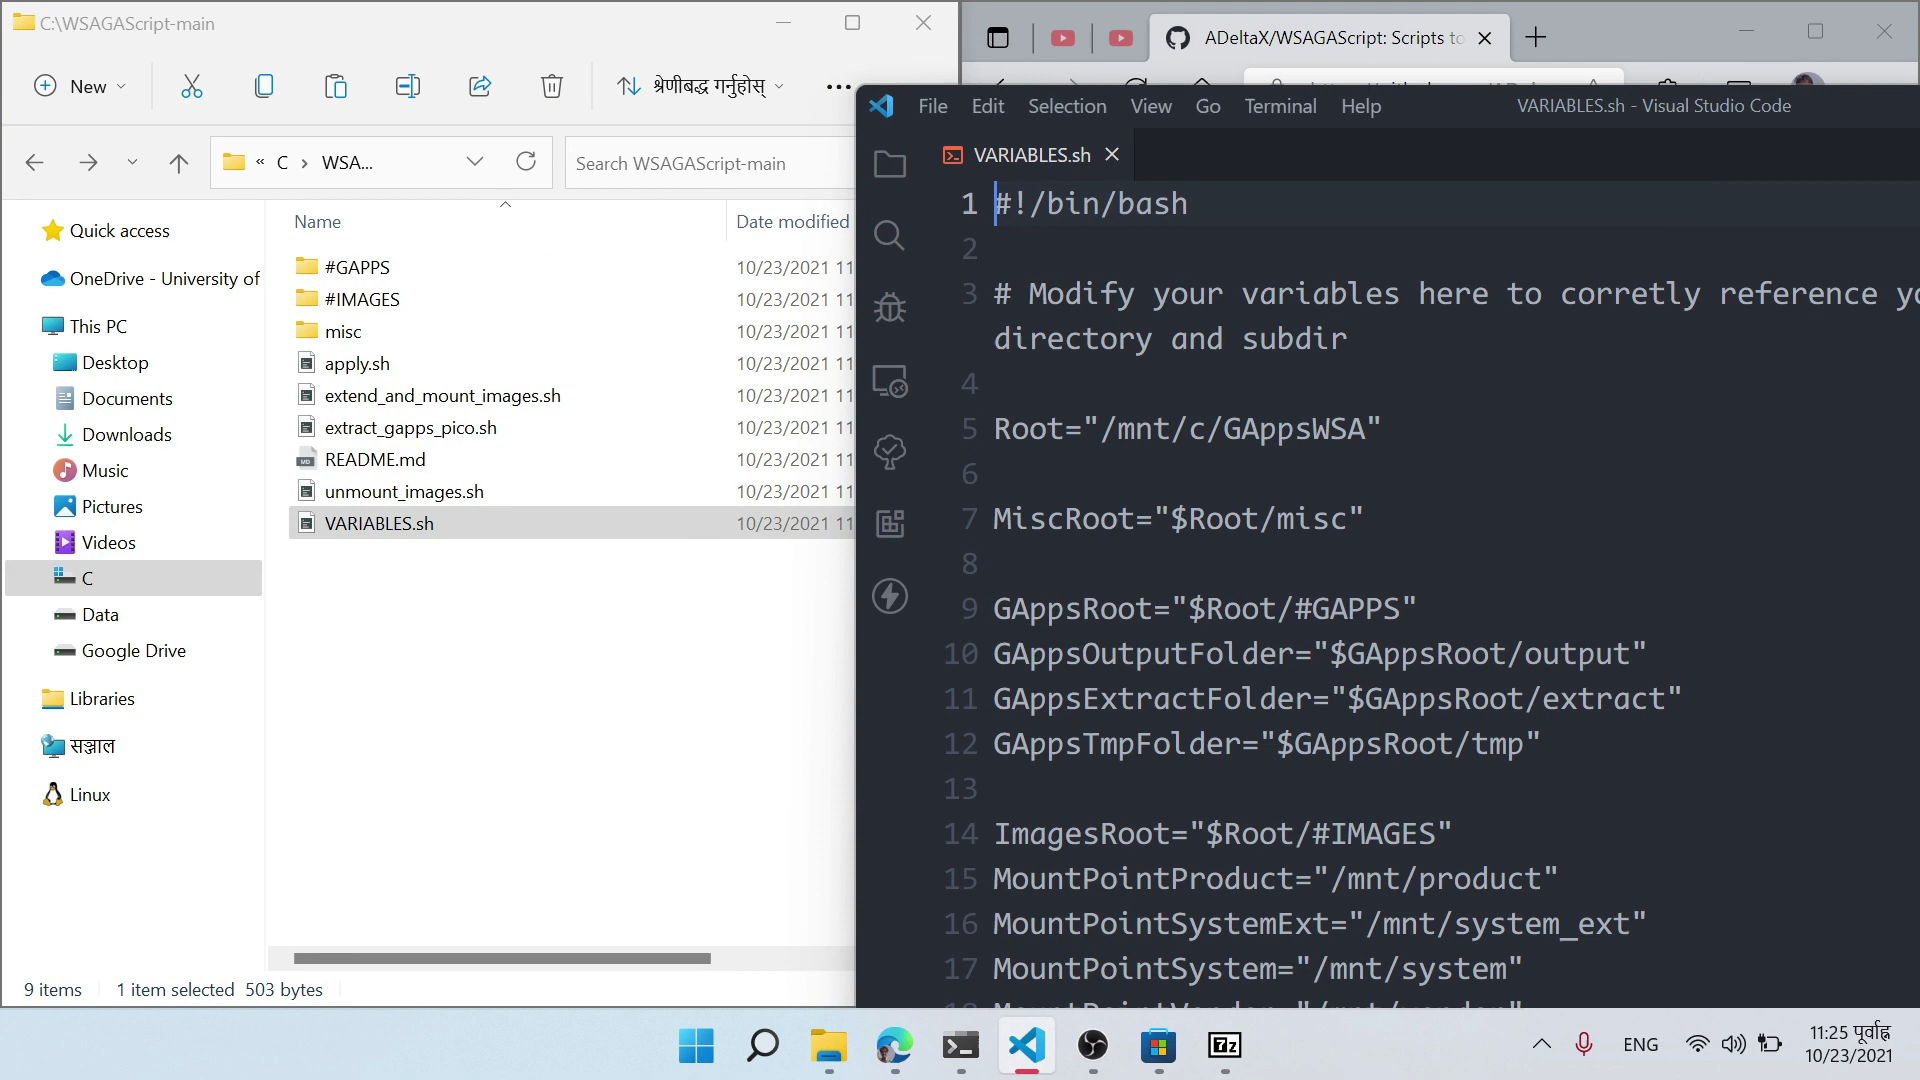 C:\WSAGAScript-main
New
श्रेणीबद्ध गर्नुहोस्
« C > WSA...
Search WSAGAScript-main
Quick access
OneDrive - University of
This PC
Desktop
Documents
Downloads
Music
Pictures
Videos
C
Data
Google Drive
Libraries
सञ्जाल
Linux
Name Date modified
#GAPPS 10/23/2021 11
#IMAGES 10/23/2021 11
misc 10/23/2021 11
apply.sh 10/23/2021 11
extend_and_mount_images.sh 10/23/2021 11
extract_gapps_pico.sh 10/23/2021 11
README.md 10/23/2021 11
unmount_images.sh 10/23/2021 11
VARIABLES.sh 10/23/2021 11
9 items 1 item selected 503 bytes
ADeltaX/WSAGAScript: Scripts to
File Edit Selection View Go Terminal Help VARIABLES.sh - Visual Studio Code
VARIABLES.sh
1 #!/bin/bash
2
3 # Modify your variables here to corretly reference yo
directory and subdir
4
5 Root="/mnt/c/GAppsWSA"
6
7 MiscRoot="$Root/misc"
8
9 GAppsRoot="$Root/#GAPPS"
10 GAppsOutputFolder="$GAppsRoot/output"
11 GAppsExtractFolder="$GAppsRoot/extract"
12 GAppsTmpFolder="$GAppsRoot/tmp"
13
14 ImagesRoot="$Root/#IMAGES"
15 MountPointProduct="/mnt/product"
16 MountPointSystemExt="/mnt/system_ext"
17 MountPointSystem="/mnt/system"
7z
ENG
11:25 पूर्वाह्न
10/23/2021